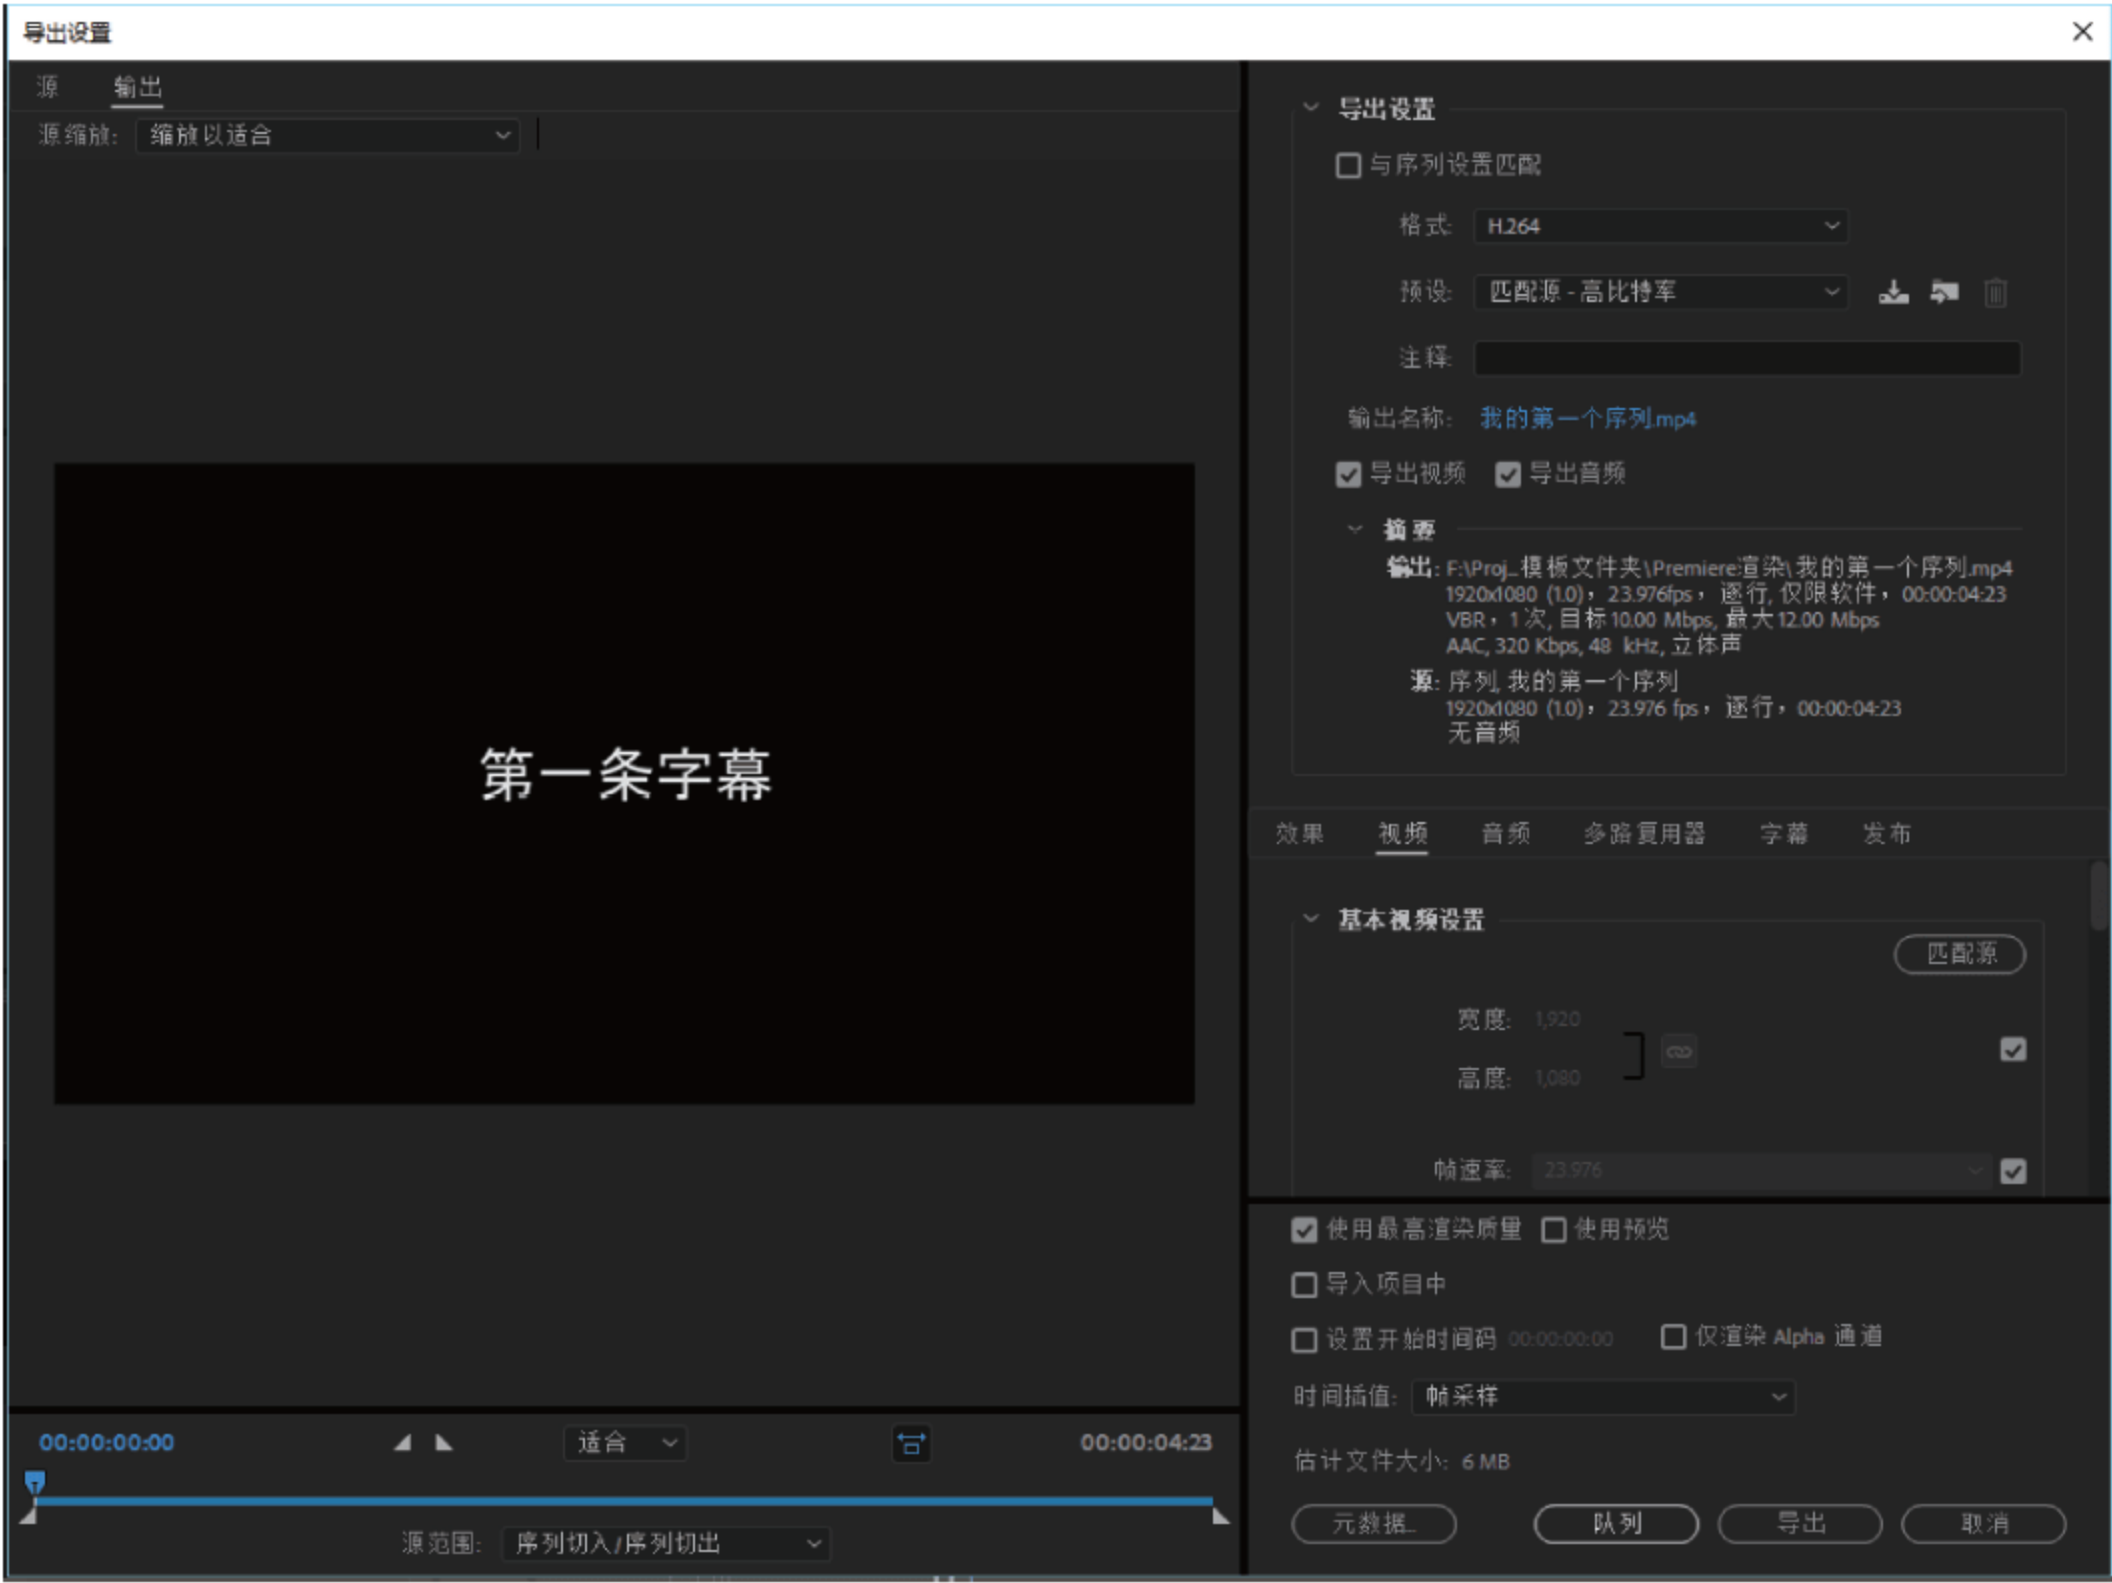 导出设置
源 输出
源缩放: 缩放以适合
第一条字幕
00:00:00:00 适合 00:00:04:23
源范围: 序列切入/序列切出
导出设置
与序列设置匹配
格式: H.264
预设: 匹配源 - 高比特率
注释:
输出名称: 我的第一个序列.mp4
导出视频 导出音频
摘要
输出: F:\Proj_模板文件夹\Premiere渲染\我的第一个序列.mp4
1920x1080 (1.0)，23.976fps，逐行, 仅限软件，00:00:04:23
VBR，1 次, 目标 10.00 Mbps, 最大 12.00 Mbps
AAC, 320 Kbps, 48 kHz, 立体声
源: 序列, 我的第一个序列
1920x1080 (1.0)，23.976 fps，逐行，00:00:04:23
无音频
效果 视频 音频 多路复用器 字幕 发布
基本视频设置
匹配源
宽度: 1,920
高度: 1,080
帧速率: 23.976
使用最高渲染质量 使用预览
导入项目中
设置开始时间码 00:00:00:00 仅渲染 Alpha 通道
时间插值: 帧采样
估计文件大小: 6 MB
元数据... 队列 导出 取消